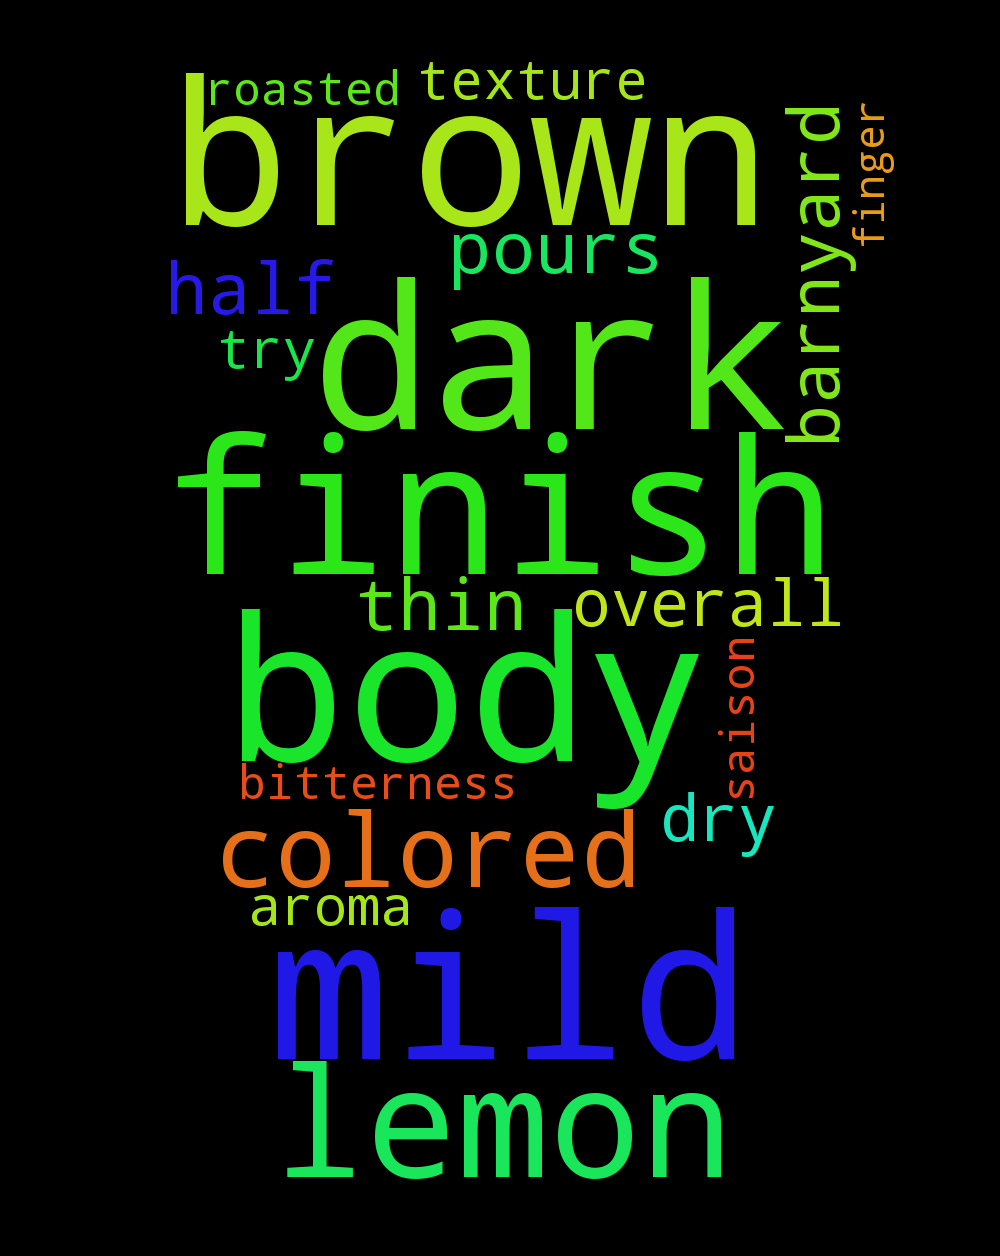 roasted
texture
brown
barnyard
finger
pours
half
try
dark
finish
thin
overall
body
saison
bitterness
dry
colored
aroma
mild
lemon